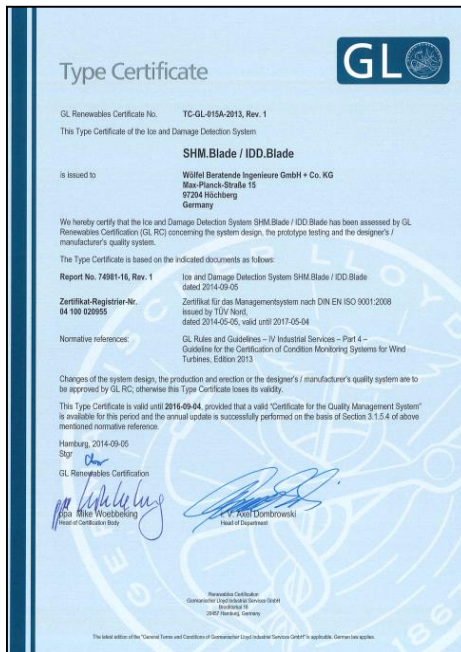 Type Certificate
GL
GL Renewables Certificate No. TC-GL-015A-2013, Rev. 1
This Type Certificate of the Ice and Damage Detection System
SHM.Blade / IDD.Blade
is issued to Wölfel Beratende Ingenieure GmbH + Co. KG
Max-Planck-Straße 15
97204 Höchberg
Germany
We hereby certify that the Ice and Damage Detection System SHM.Blade / IDD.Blade has been assessed by GL
Renewables Certification (GL RC) concerning the system design, the prototype testing and the designer's /
manufacturer's quality system.
The Type Certificate is based on the indicated documents as follows:
Report No. 74981-16, Rev. 1 Ice and Damage Detection System SHM.Blade / IDD.Blade
dated 2014-09-05
Zertifikat-Registrier-Nr. Zertifikat für das Managementsystem nach DIN EN ISO 9001:2008
04 100 020955 issued by TÜV Nord,
dated 2014-05-05, valid until 2017-05-04
Normative references: GL Rules and Guidelines – IV Industrial Services – Part 4 –
Guideline for the Certification of Condition Monitoring Systems for Wind
Turbines, Edition 2013
Changes of the system design, the production and erection or the designer's / manufacturer's quality system are to
be approved by GL RC; otherwise this Type Certificate loses its validity.
This Type Certificate is valid until 2016-09-04, provided that a valid "Certificate for the Quality Management System"
is available for this period and the annual update is successfully performed on the basis of Section 3.1.5.4 of above
mentioned normative reference.
Hamburg, 2014-09-05
Stgr
GL Renewables Certification
ppa Mike Woebbeking i. V. Axel Dombrowski
Head of Certification Body Head of Department
Renewables Certification
Germanischer Lloyd Industrial Services GmbH
Brooktorkai 18
20457 Hamburg, Germany
The latest edition of the "General Terms and Conditions of Germanischer Lloyd Industrial Services GmbH" is applicable. German law applies.